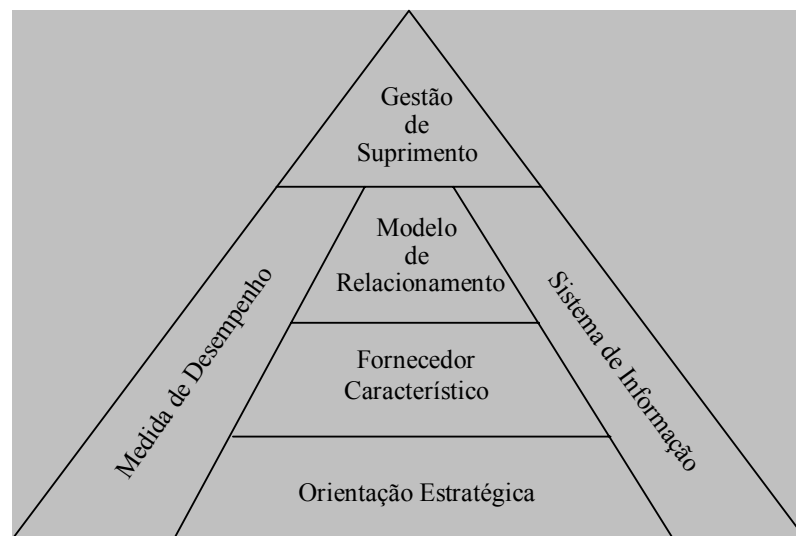 Gestão
de
Suprimento
Modelo
de
Relacionamento
Medida de Desempenho
Sistema de Informação
Fornecedor
Característico
Orientação Estratégica